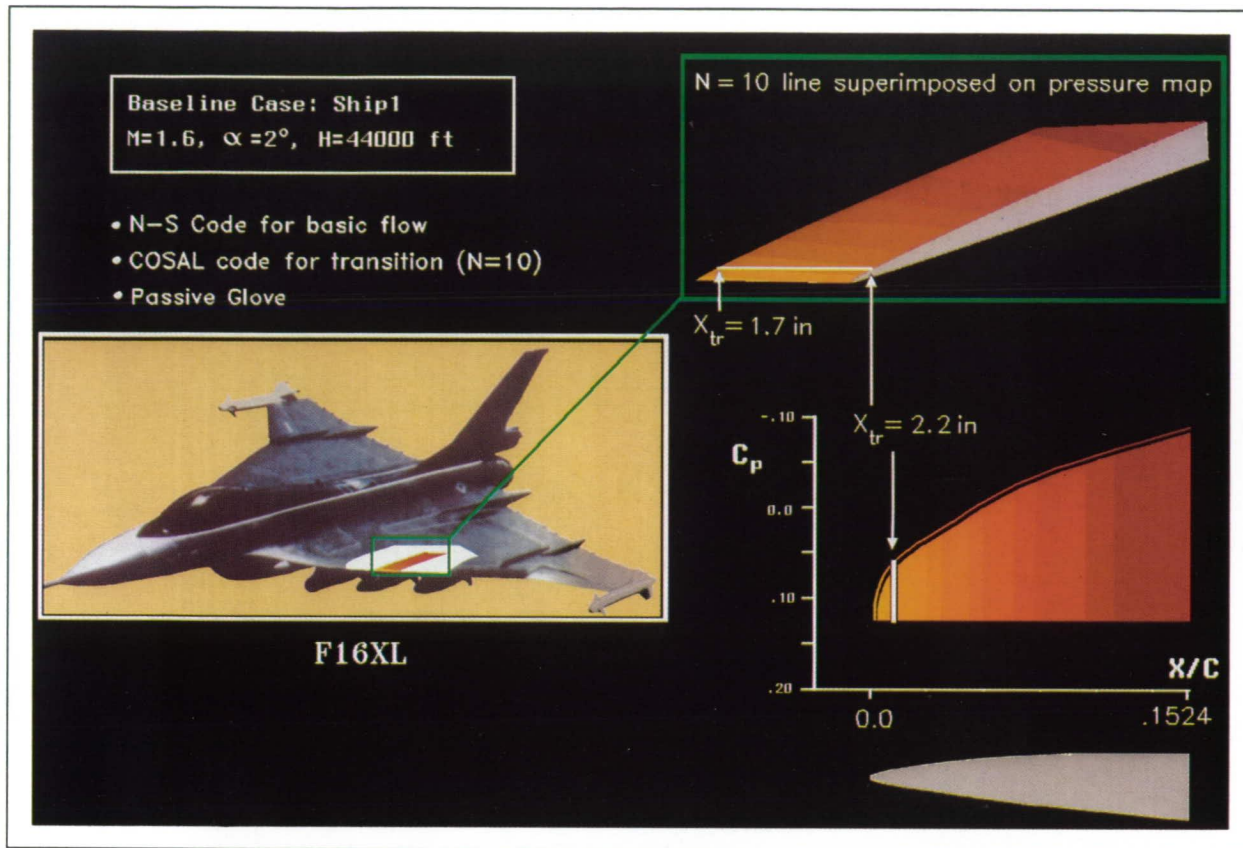 Baseline Case: Ship1
M=1.6, α=2°, H=44000 ft
• N-S Code for basic flow
• COSAL code for transition (N=10)
• Passive Glove
F16XL
N = 10 line superimposed on pressure map
Xtr= 1.7 in
Xtr= 2.2 in
-.10
Cp
0.0
.10
.20
X/C
0.0
.1524